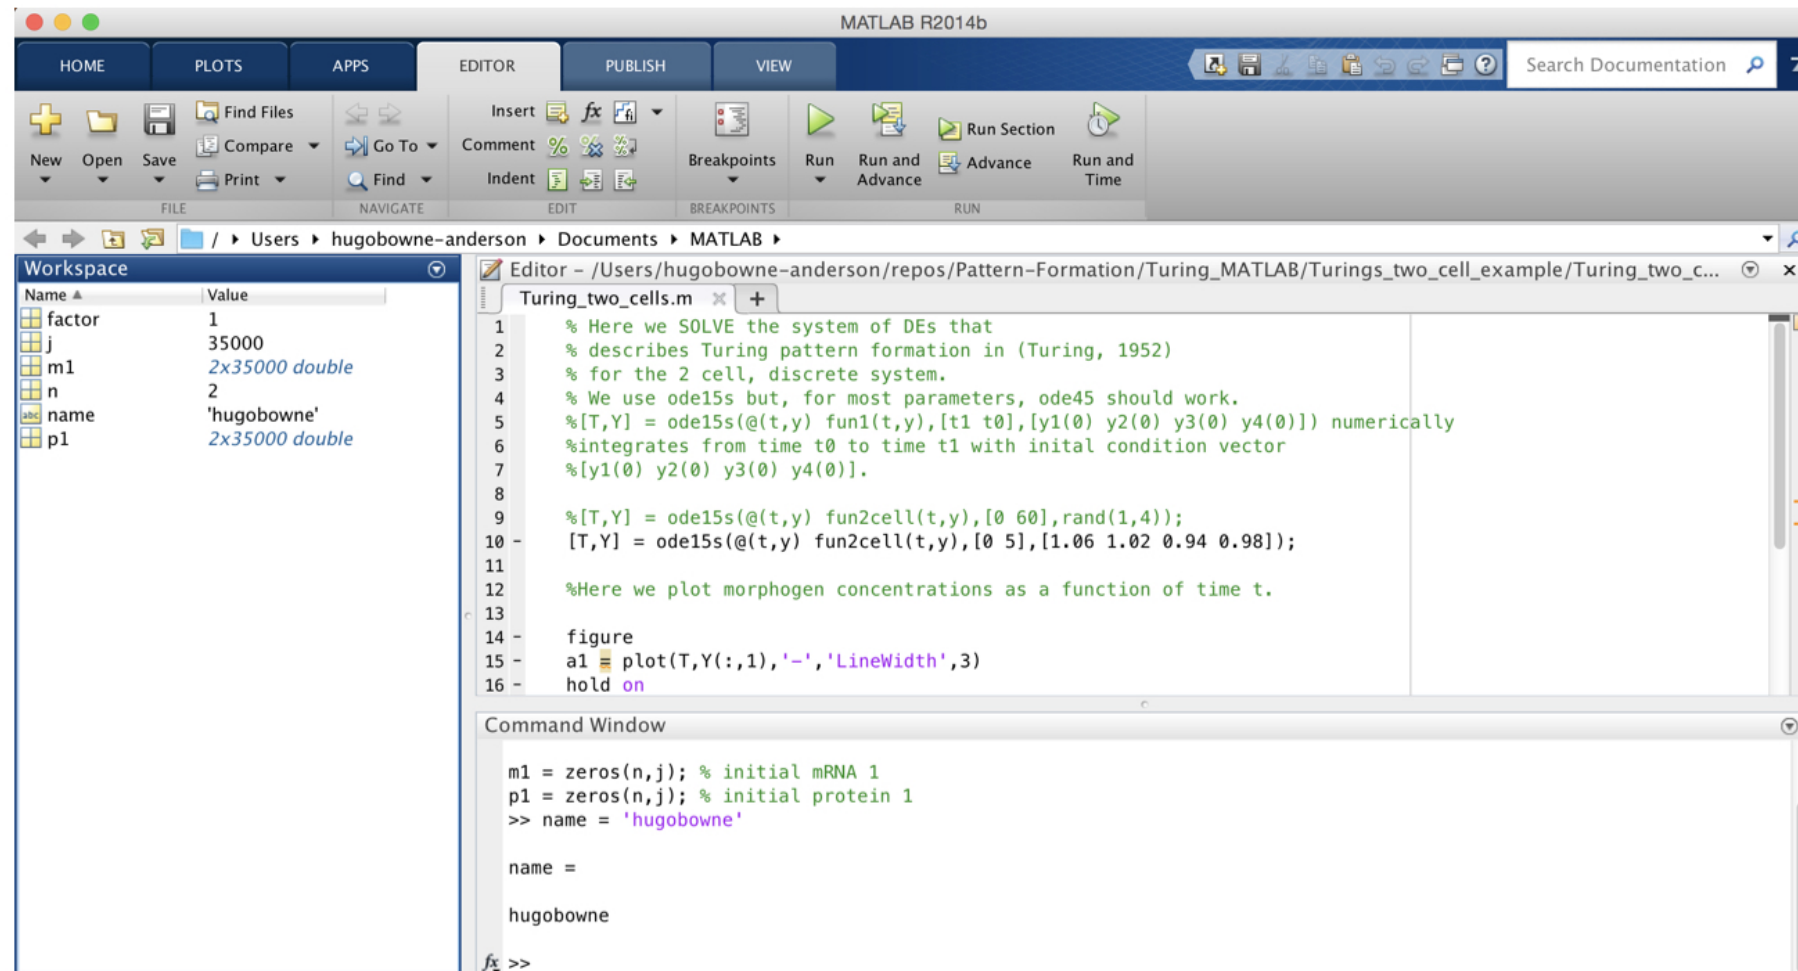 MATLAB R2014b
HOME PLOTS APPS EDITOR PUBLISH VIEW Search Documentation
New Open Save Find Files Compare Print
FILE
Go To Find
NAVIGATE
Insert fx
Comment
Indent
EDIT
Breakpoints
BREAKPOINTS
Run Run and Advance Run Section Advance Run and Time
RUN
/ Users hugobowne-anderson Documents MATLAB
Workspace
Name Value
factor 1
j 35000
m1 2x35000 double
n 2
abc name 'hugobowne'
p1 2x35000 double
Editor - /Users/hugobowne-anderson/repos/Pattern-Formation/Turing_MATLAB/Turings_two_cell_example/Turing_two_c...
Turing_two_cells.m +
1 % Here we SOLVE the system of DEs that
2 % describes Turing pattern formation in (Turing, 1952)
3 % for the 2 cell, discrete system.
4 % We use ode15s but, for most parameters, ode45 should work.
5 %[T,Y] = ode15s(@(t,y) fun1(t,y),[t1 t0],[y1(0) y2(0) y3(0) y4(0)]) numerically
6 %integrates from time t0 to time t1 with inital condition vector
7 %[y1(0) y2(0) y3(0) y4(0)].
8
9 %[T,Y] = ode15s(@(t,y) fun2cell(t,y),[0 60],rand(1,4));
10 - [T,Y] = ode15s(@(t,y) fun2cell(t,y),[0 5],[1.06 1.02 0.94 0.98]);
11
12 %Here we plot morphogen concentrations as a function of time t.
13
14 - figure
15 - a1 = plot(T,Y(:,1),'-','LineWidth',3)
16 - hold on
Command Window
m1 = zeros(n,j); % initial mRNA 1
p1 = zeros(n,j); % initial protein 1
>> name = 'hugobowne'
name =
hugobowne
fx >>